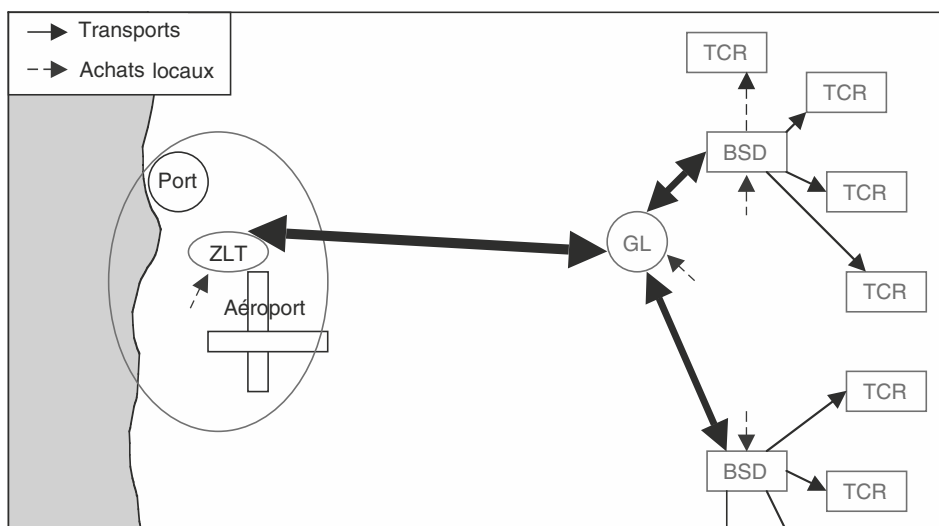 Transports
Achats locaux
TCR
TCR
Port
BSD
TCR
ZLT
GL
TCR
Aéroport
TCR
BSD
TCR